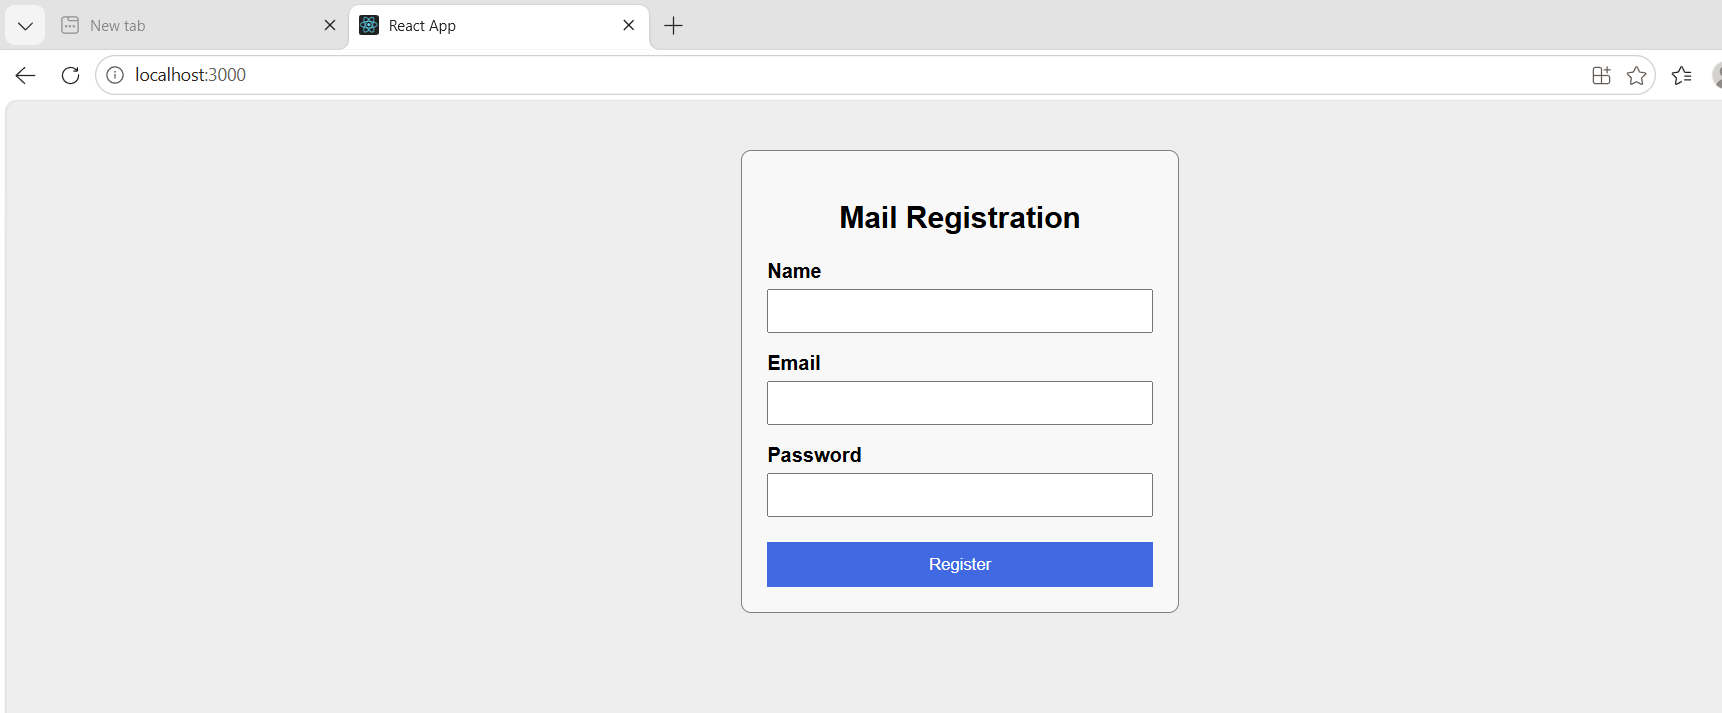 New tab
React App
localhost:3000
Mail Registration
Name
Email
Password
Register